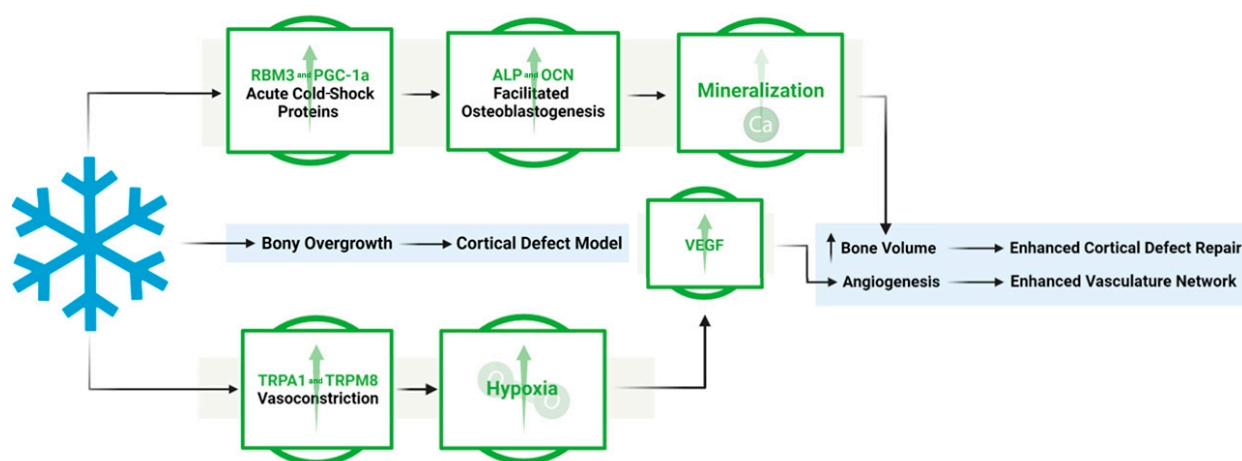 RBM3 and PGC-1a
Acute Cold-Shock
Proteins
ALP and OCN
Facilitated
Osteoblastogenesis
Mineralization
Ca
Bony Overgrowth
Cortical Defect Model
VEGF
Bone Volume
Enhanced Cortical Defect Repair
Angiogenesis
Enhanced Vasculature Network
TRPA1 and TRPM8
Vasoconstriction
O
Hypoxia
O